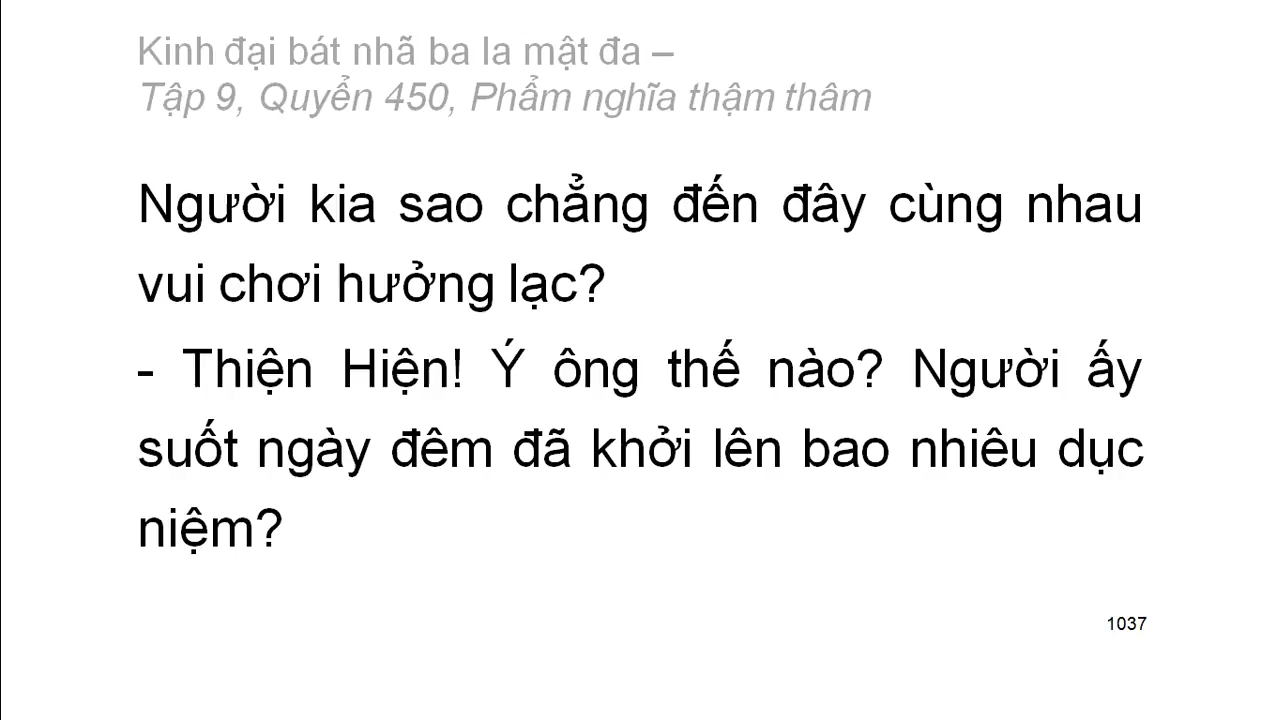 Kinh đại bát nhã ba la mật đa –
Tập 9, Quyển 450, Phẩm nghĩa thậm thâm
Người kia sao chẳng đến đây cùng nhau
vui chơi hưởng lạc?
- Thiện Hiện! Ý ông thế nào? Người ấy
suốt ngày đêm đã khởi lên bao nhiêu dục
niệm?
1037